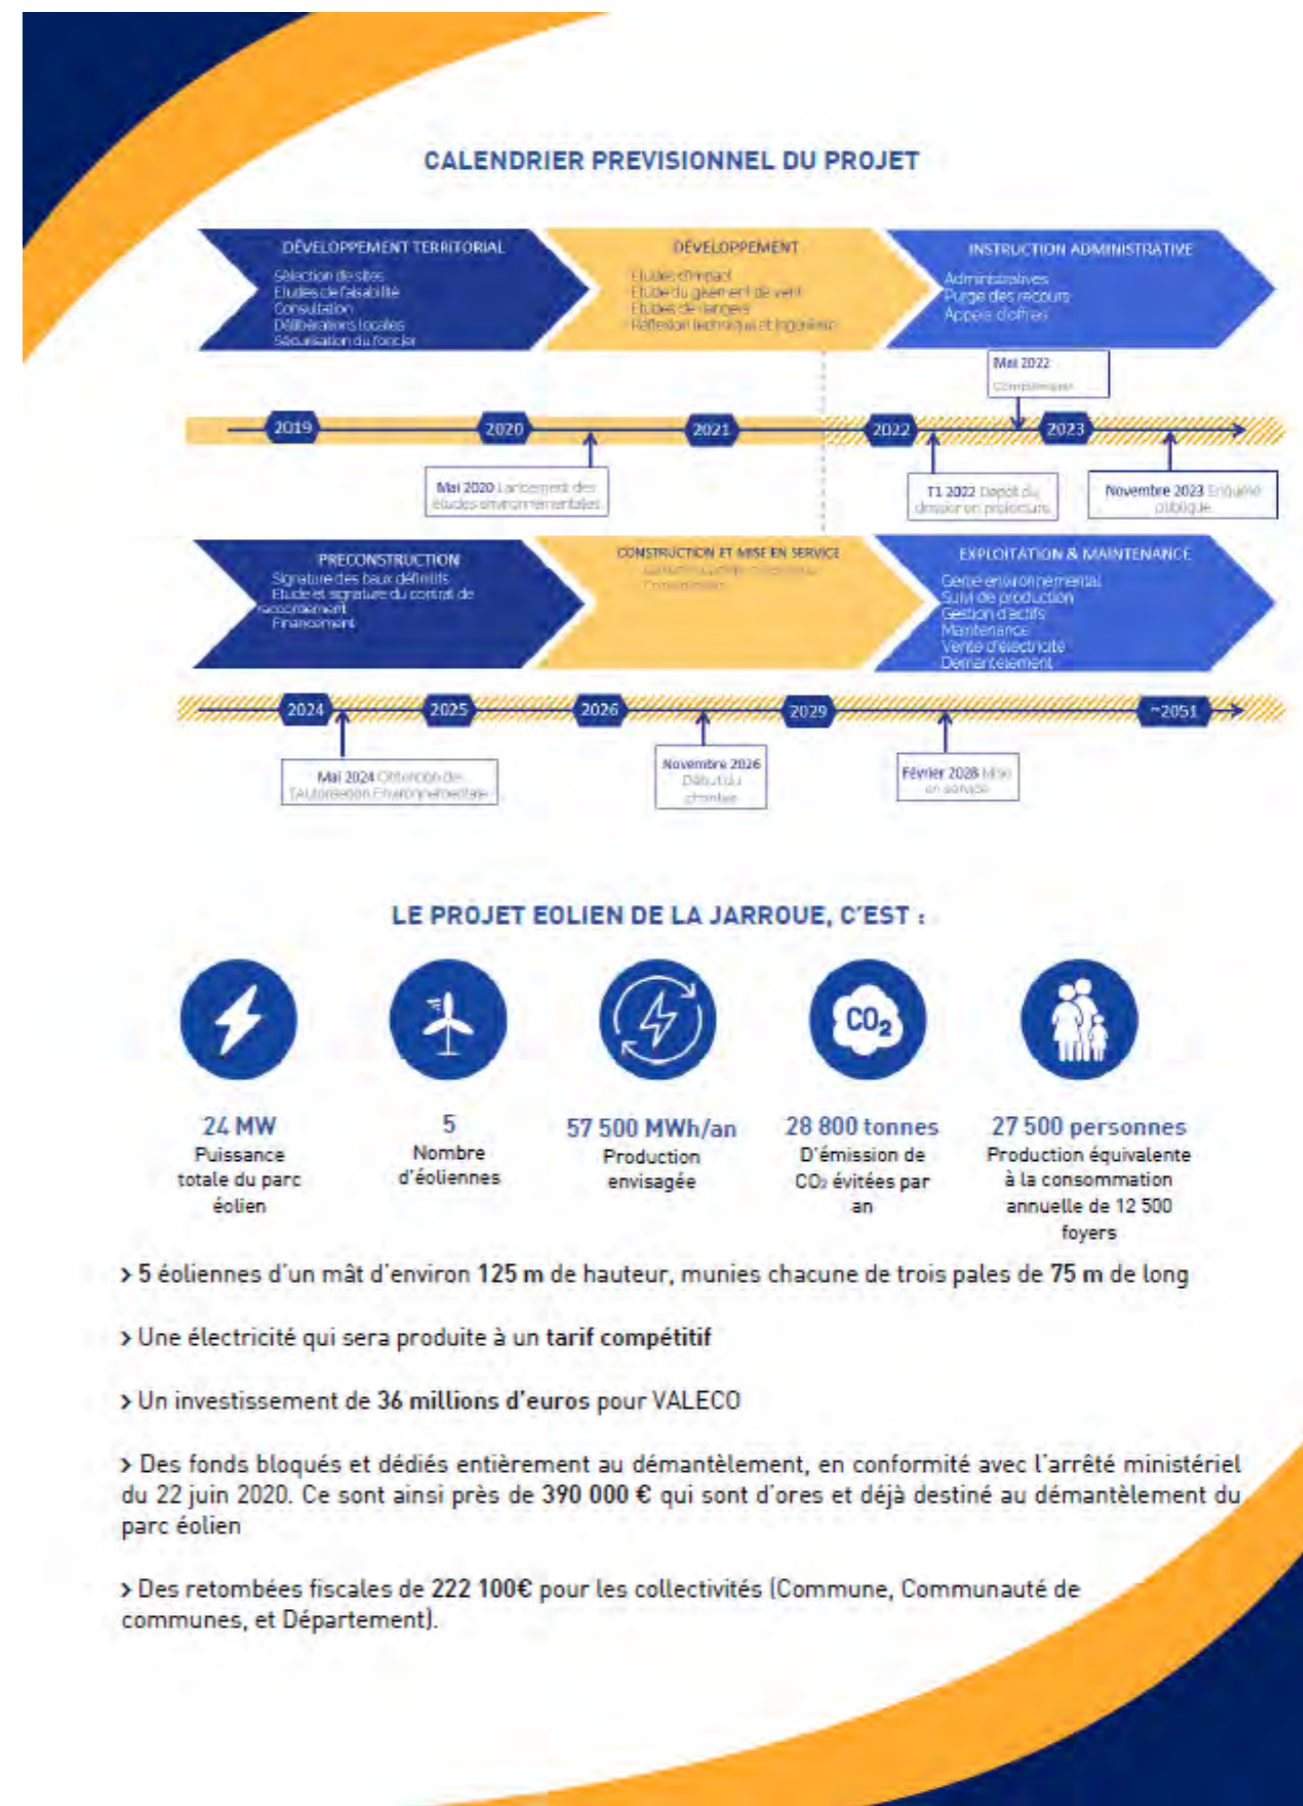 CALENDRIER PREVISIONNEL DU PROJET
DÉVELOPPEMENT TERRITORIAL
Sélection de sites
Etudes de faisabilité
Consultation
Délibérations locales
Sécurisation du foncier
DÉVELOPPEMENT
Etudes d'impact
Etude du gisement de vent
Etudes de dangers
Réflexion technique et ingénierie
INSTRUCTION ADMINISTRATIVE
Administratives
Purge des recours
Appels d'offres
Mai 2022
2019
2020
2021
2022
2023
Mai 2020 Lancement des
études environnementales
T1 2022 Dépôt du
dossier en préfecture
Novembre 2023 Enquête
publique
PRECONSTRUCTION
Signature des baux définitifs
Etude et signature du contrat de
raccordement
Financement
CONSTRUCTION ET MISE EN SERVICE
EXPLOITATION & MAINTENANCE
Génie environnemental
Suivi de production
Gestion d'actifs
Maintenance
Vente d'électricité
Démantèlement
2024
2025
2026
2029
~2051
Mai 2024 Obtention de
l'Autorisation Environnementale
Novembre 2026
Début du
chantier
Février 2028 Mise
en service
LE PROJET EOLIEN DE LA JARROUE, C'EST :
CO₂
24 MW
Puissance
totale du parc
éolien
5
Nombre
d'éoliennes
57 500 MWh/an
Production
envisagée
28 800 tonnes
D'émission de
CO₂ évitées par
an
27 500 personnes
Production équivalente
à la consommation
annuelle de 12 500
foyers
> 5 éoliennes d'un mât d'environ 125 m de hauteur, munies chacune de trois pales de 75 m de long
> Une électricité qui sera produite à un tarif compétitif
> Un investissement de 36 millions d'euros pour VALECO
> Des fonds bloqués et dédiés entièrement au démantèlement, en conformité avec l'arrêté ministériel
du 22 juin 2020. Ce sont ainsi près de 390 000 € qui sont d'ores et déjà destiné au démantèlement du
parc éolien
> Des retombées fiscales de 222 100€ pour les collectivités (Commune, Communauté de
communes, et Département).